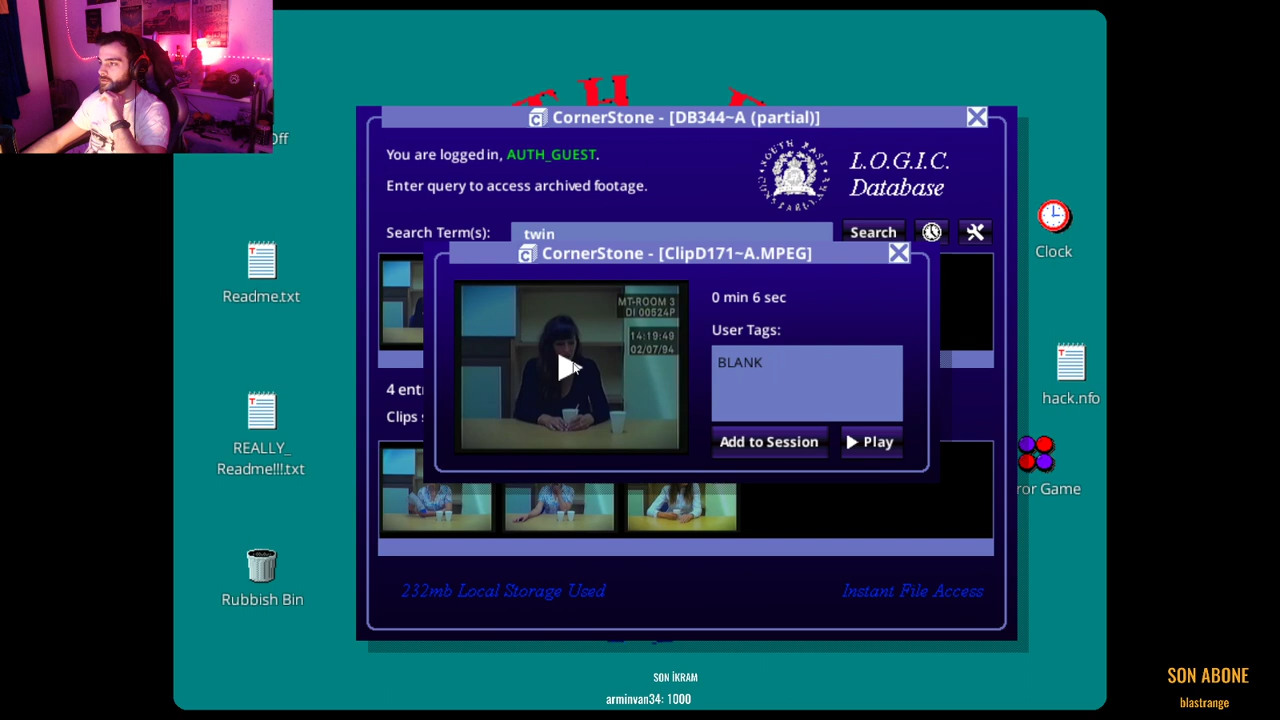 TH
off
CornerStone - [DB344~A (partial)]
You are logged in, AUTH_GUEST.
Enter query to access archived footage.
L.O.G.I.C.
Database
Search Term(s):
twin
Search
CornerStone - [ClipD171~A.MPEG]
MT-ROOM 3
DI 00524P
14:19:49
02/07/94
0 min 6 sec
User Tags:
BLANK
Add to Session
Play
4 entr
Clips s
232mb Local Storage Used
Instant File Access
Readme.txt
REALLY_
Readme!!!.txt
Rubbish Bin
Clock
hack.nfo
ror Game
SON İKRAM
arminvan34: 1000
SON ABONE
blastrange